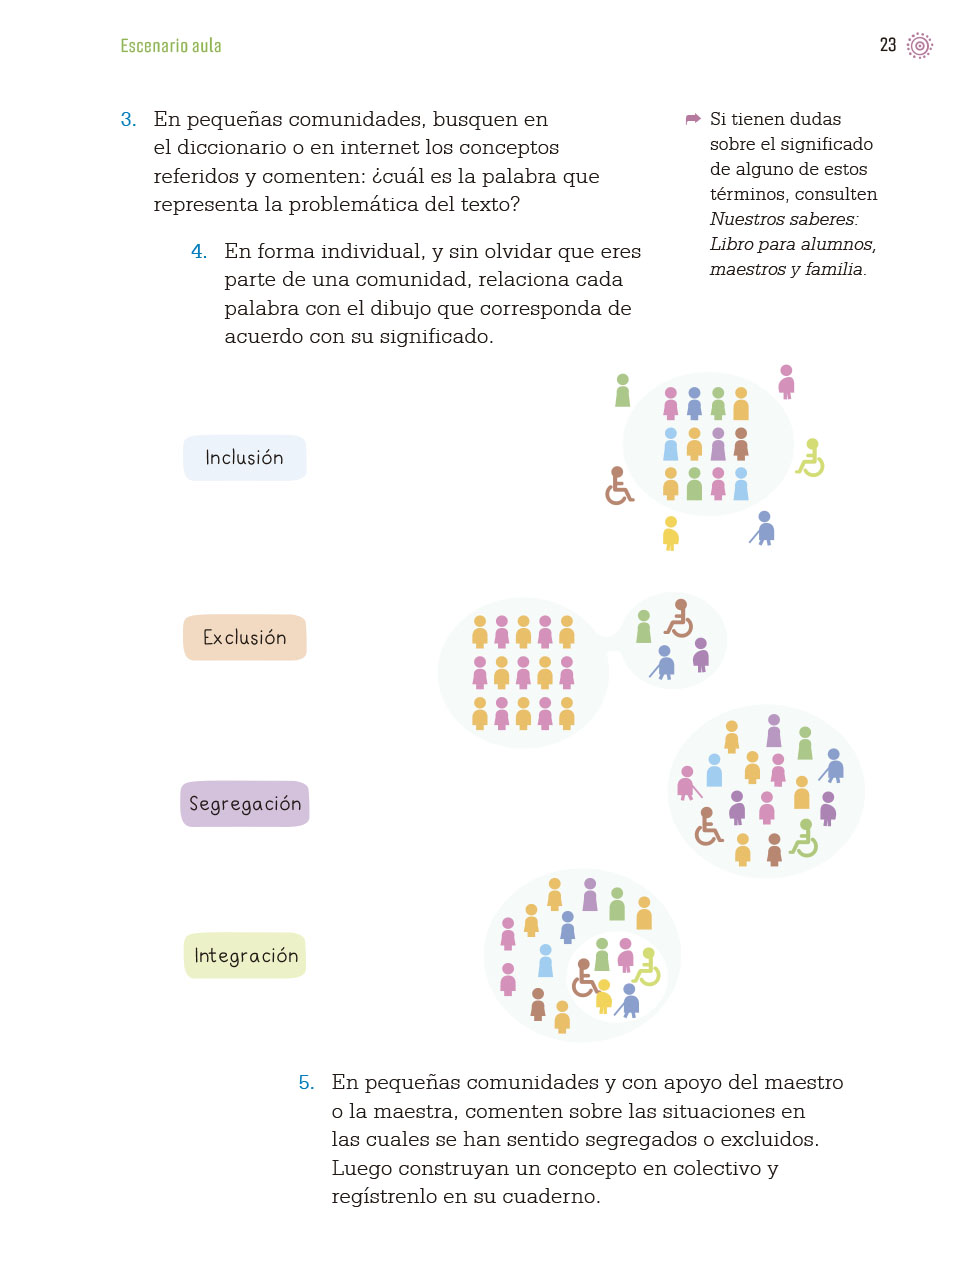 Escenario aula
23
3. En pequeñas comunidades, busquen en
el diccionario o en internet los conceptos
referidos y comenten: ¿cuál es la palabra que
representa la problemática del texto?
Si tienen dudas
sobre el significado
de alguno de estos
términos, consulten
Nuestros saberes:
Libro para alumnos,
maestros y familia.
4. En forma individual, y sin olvidar que eres
parte de una comunidad, relaciona cada
palabra con el dibujo que corresponda de
acuerdo con su significado.
Inclusión
Exclusión
Segregación
Integración
5. En pequeñas comunidades y con apoyo del maestro
o la maestra, comenten sobre las situaciones en
las cuales se han sentido segregados o excluidos.
Luego construyan un concepto en colectivo y
regístrenlo en su cuaderno.